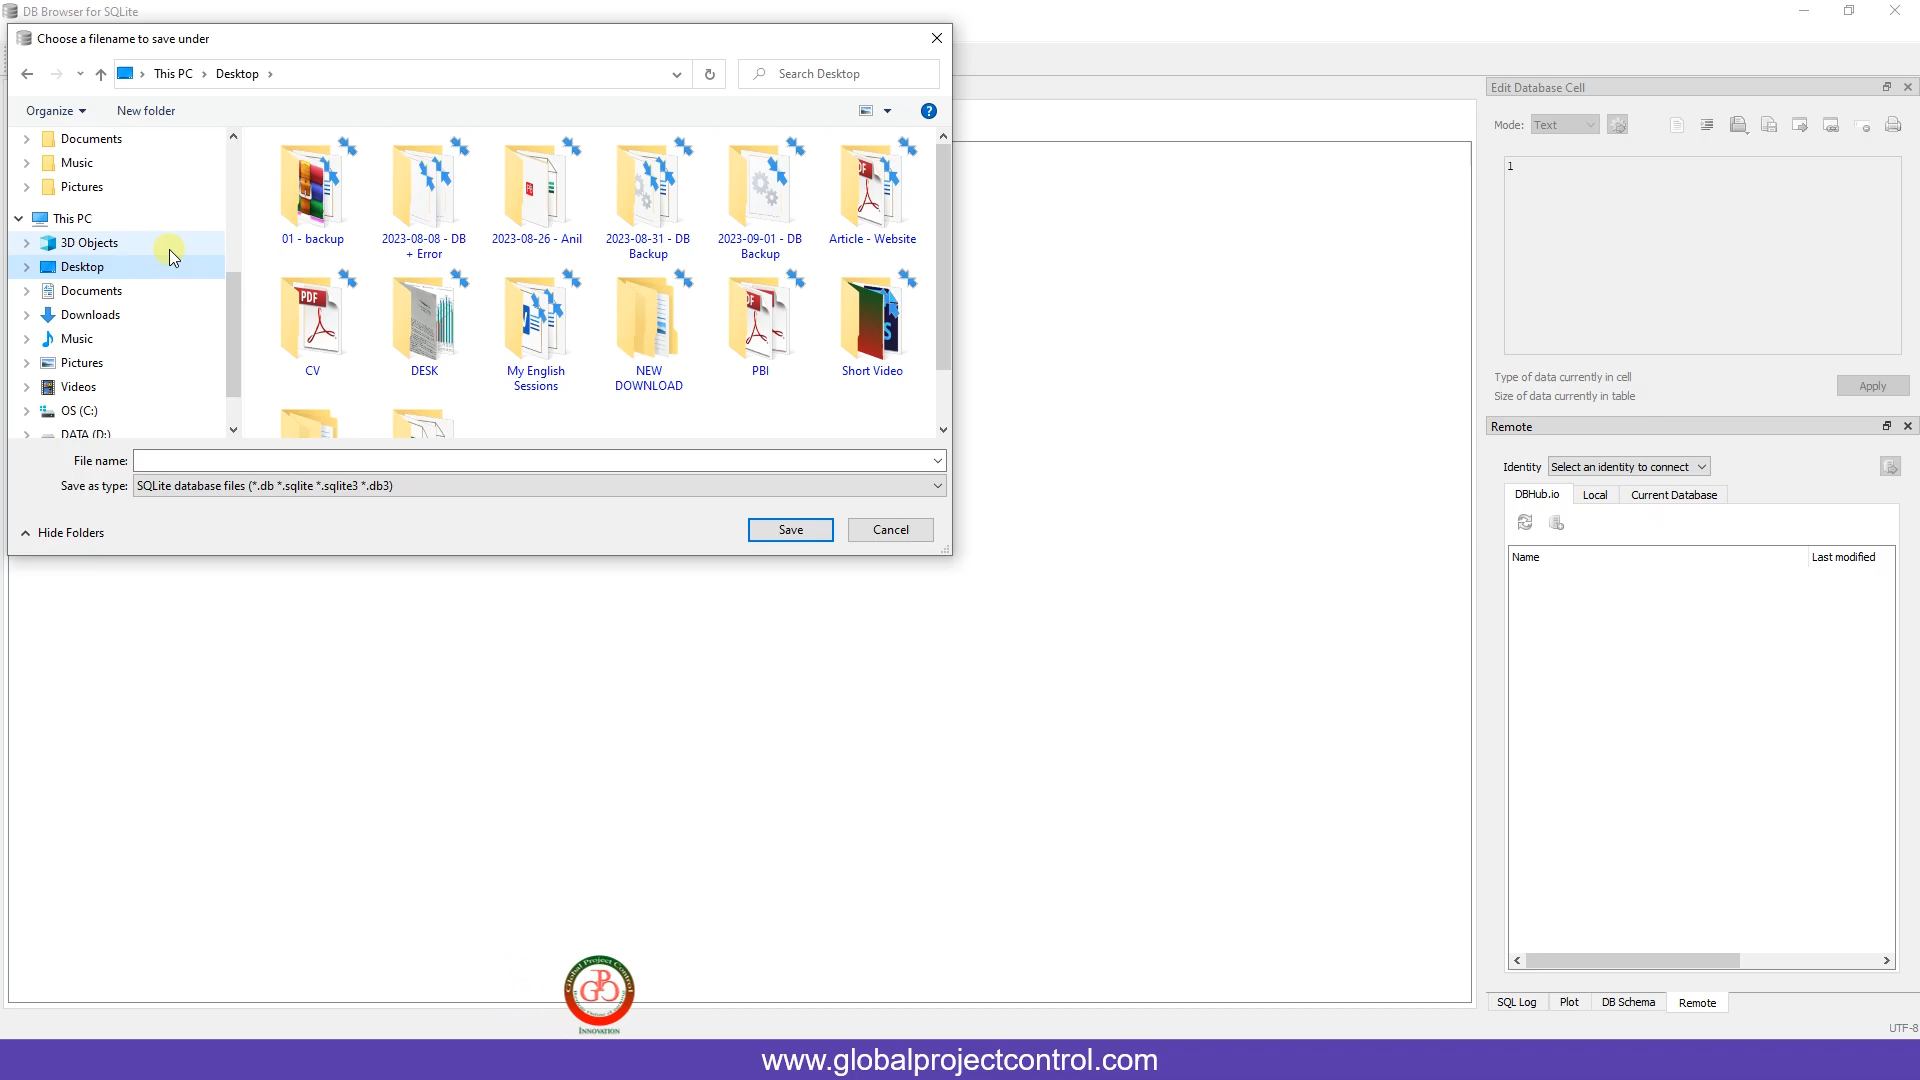 DB Browser for SQLite
Choose a filename to save under
This PC
Desktop
Search Desktop
Organize
New folder
Documents
Music
Pictures
This PC
3D Objects
Desktop
Documents
Downloads
Music
Pictures
Videos
OS (C:)
DATA (D:)
01 - backup
2023-08-08 - DB
+ Error
2023-08-26 - Anil
2023-08-31 - DB
Backup
2023-09-01 - DB
Backup
Article - Website
CV
DESK
My English
Sessions
NEW
DOWNLOAD
PBI
Short Video
File name:
Save as type: SQLite database files (*.db *.sqlite *.sqlite3 *.db3)
Hide Folders
Save
Cancel
Edit Database Cell
Mode: Text
1
Type of data currently in cell
Size of data currently in table
Apply
Remote
Identity Select an identity to connect
DBHub.io
Local
Current Database
Name
Last modified
SQL Log
Plot
DB Schema
Remote
UTF-8
Global Project Control
INNOVATION
www.globalprojectcontrol.com